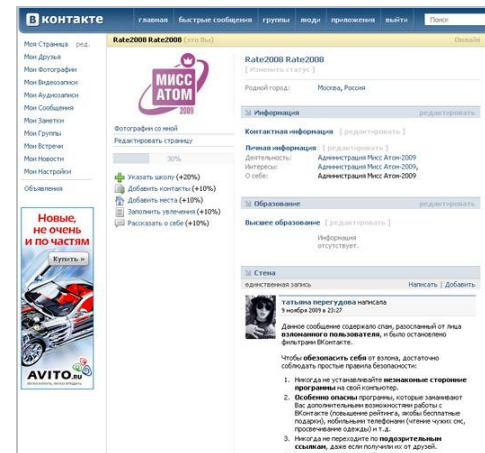 В контакте
главная быстрые сообщения группы люди приложения выйти Поиск
Моя Страница ред.
Мои Друзья
Мои Фотографии
Мои Видеозаписи
Мои Аудиозаписи
Мои Сообщения
Мои Заметки
Мои Группы
Мои Встречи
Мои Новости
Мои Настройки
Объявления
Новые,
не очень
и по частям
Купить »
AVITO.ru
Rate2008 Rate2008 (это Вы)
Онлайн
МИСС
АТОМ
2009
Фотографии со мной
Редактировать страницу
30%
Указать школу (+20%)
Добавить контакты (+10%)
Добавить места (+10%)
Заполнить увлечения (+10%)
Рассказать о себе (+10%)
Rate2008 Rate2008
[ Изменить статус ]
Родной город: Москва, Россия
Информация редактировать
Контактная информация [ редактировать ]
Личная информация [ редактировать ]
Деятельность: Администрация Мисс Атом-2009
Интересы: Администрация Мисс Атом-2009,
О себе: Администрация Мисс Атом-2009
Образование редактировать
Высшее образование [ редактировать ]
Информация
отсутствует.
Стена
единственная запись Написать | Добавить
татьяна перегудова написала
9 ноября 2009 в 23:27
Данное сообщение содержало спам, разосланный от лица
взломанного пользователя, и было остановлено
фильтрами ВКонтакте.
Чтобы обезопасить себя от взлома, достаточно
соблюдать простые правила безопасности:
1. Никогда не устанавливайте незнакомые сторонние
программы на свой компьютер.
2. Особенно опасны программы, которые заманивают
Вас дополнительными возможностями работы с
ВКонтакте (повышение рейтинга, якобы бесплатные
подарки), мобильными телефонами (чтение чужих смс,
просвечивание одежды) и т.д.
3. Никогда не переходите по подозрительным
ссылкам, даже если получили их от друзей.